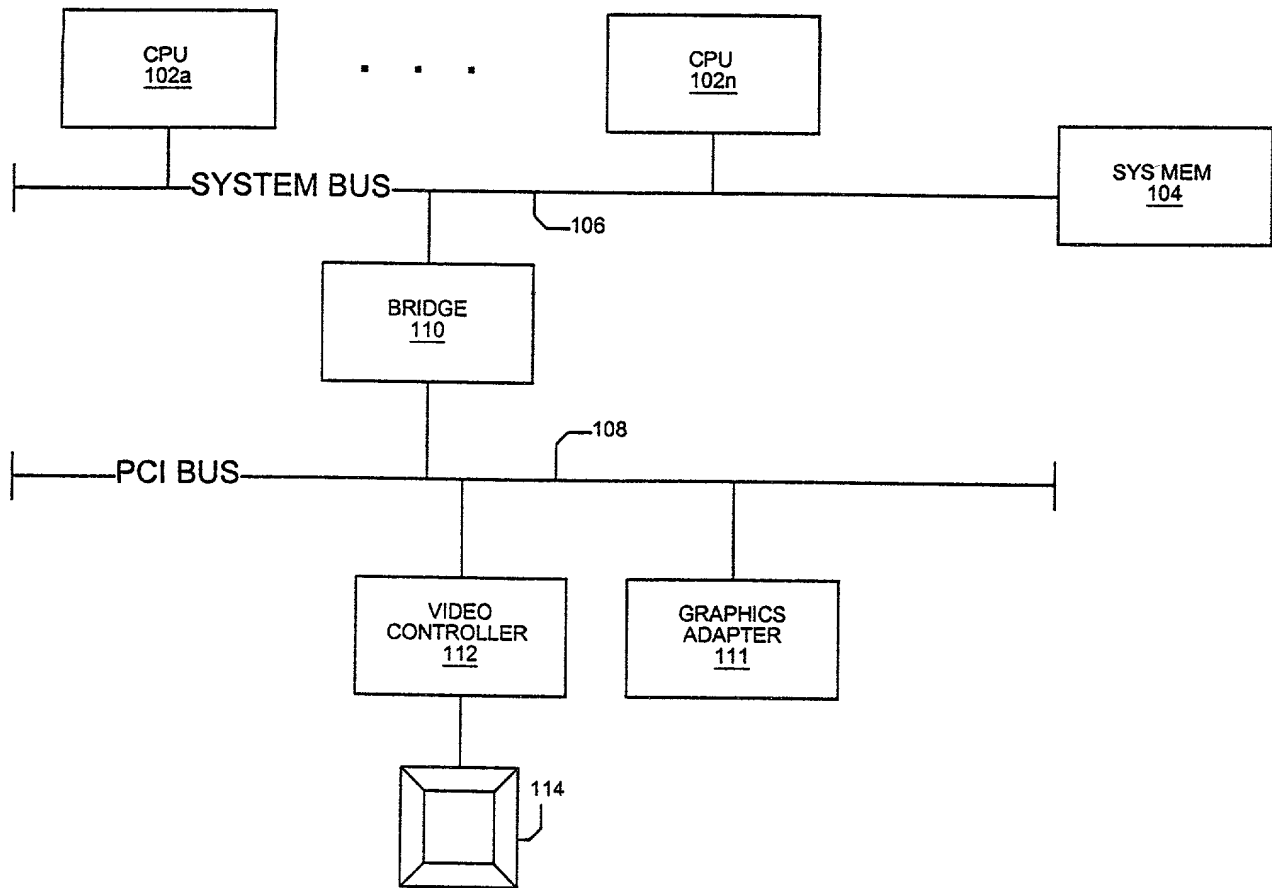 CPU
102a
. . .
CPU
102n
SYS MEM
104
SYSTEM BUS
106
BRIDGE
110
108
PCI BUS
VIDEO
CONTROLLER
112
GRAPHICS
ADAPTER
111
114